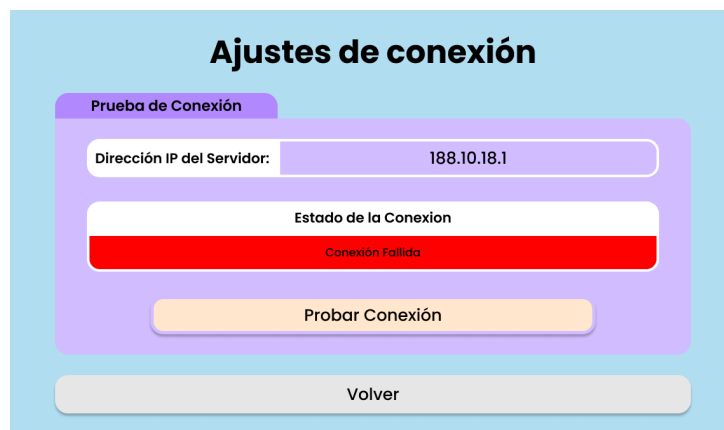 Ajustes de conexión
Prueba de Conexión
Dirección IP del Servidor: 188.10.18.1
Estado de la Conexion
Conexión Fallida
Probar Conexión
Volver